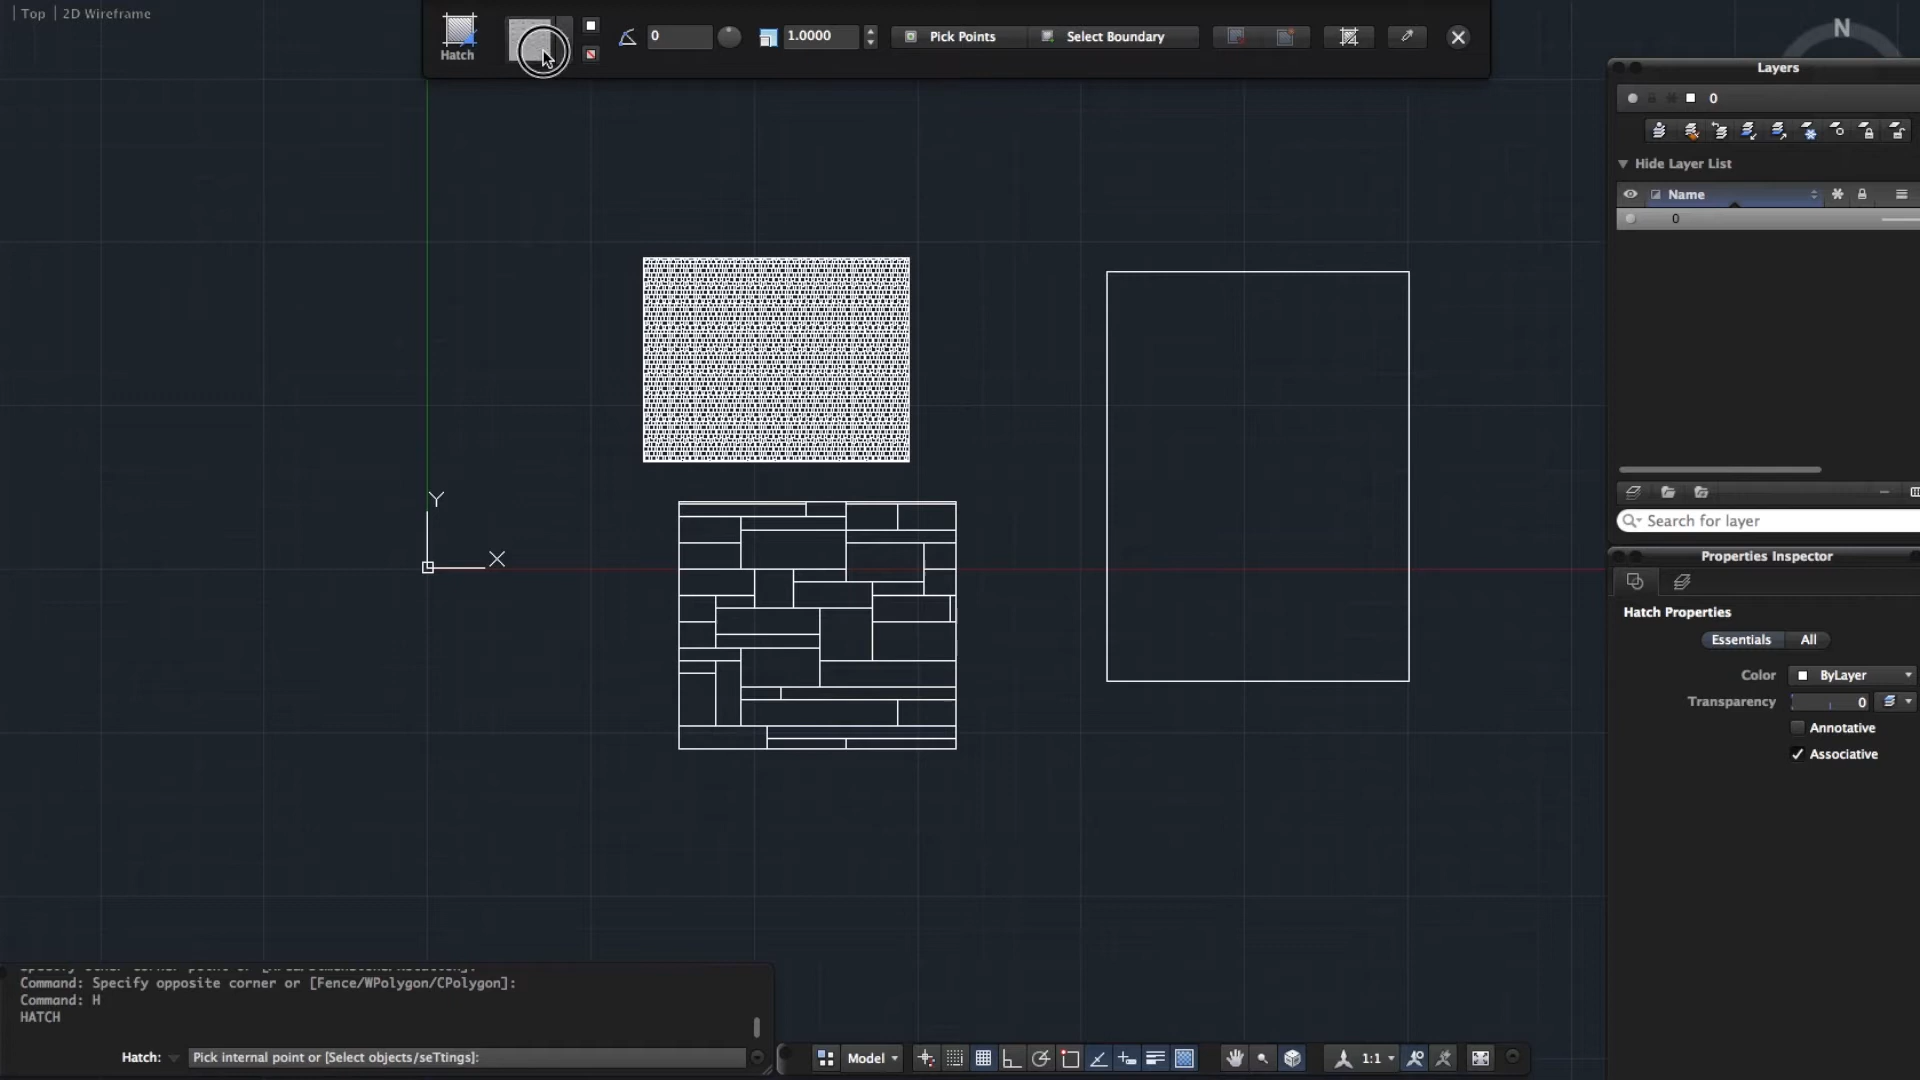 Top | 2D Wireframe
Hatch
0
1.0000
Pick Points
Select Boundary
N
Layers
0
Hide Layer List
Name
0
Search for layer
Properties Inspector
Hatch Properties
Essentials
All
Color
ByLayer
Transparency
0
Annotative
Associative
Y
X
Command: Specify opposite corner or [Fence/WPolygon/CPolygon]:
Command: H
HATCH
Hatch:
Pick internal point or [Select objects/seTtings]:
Model
1:1